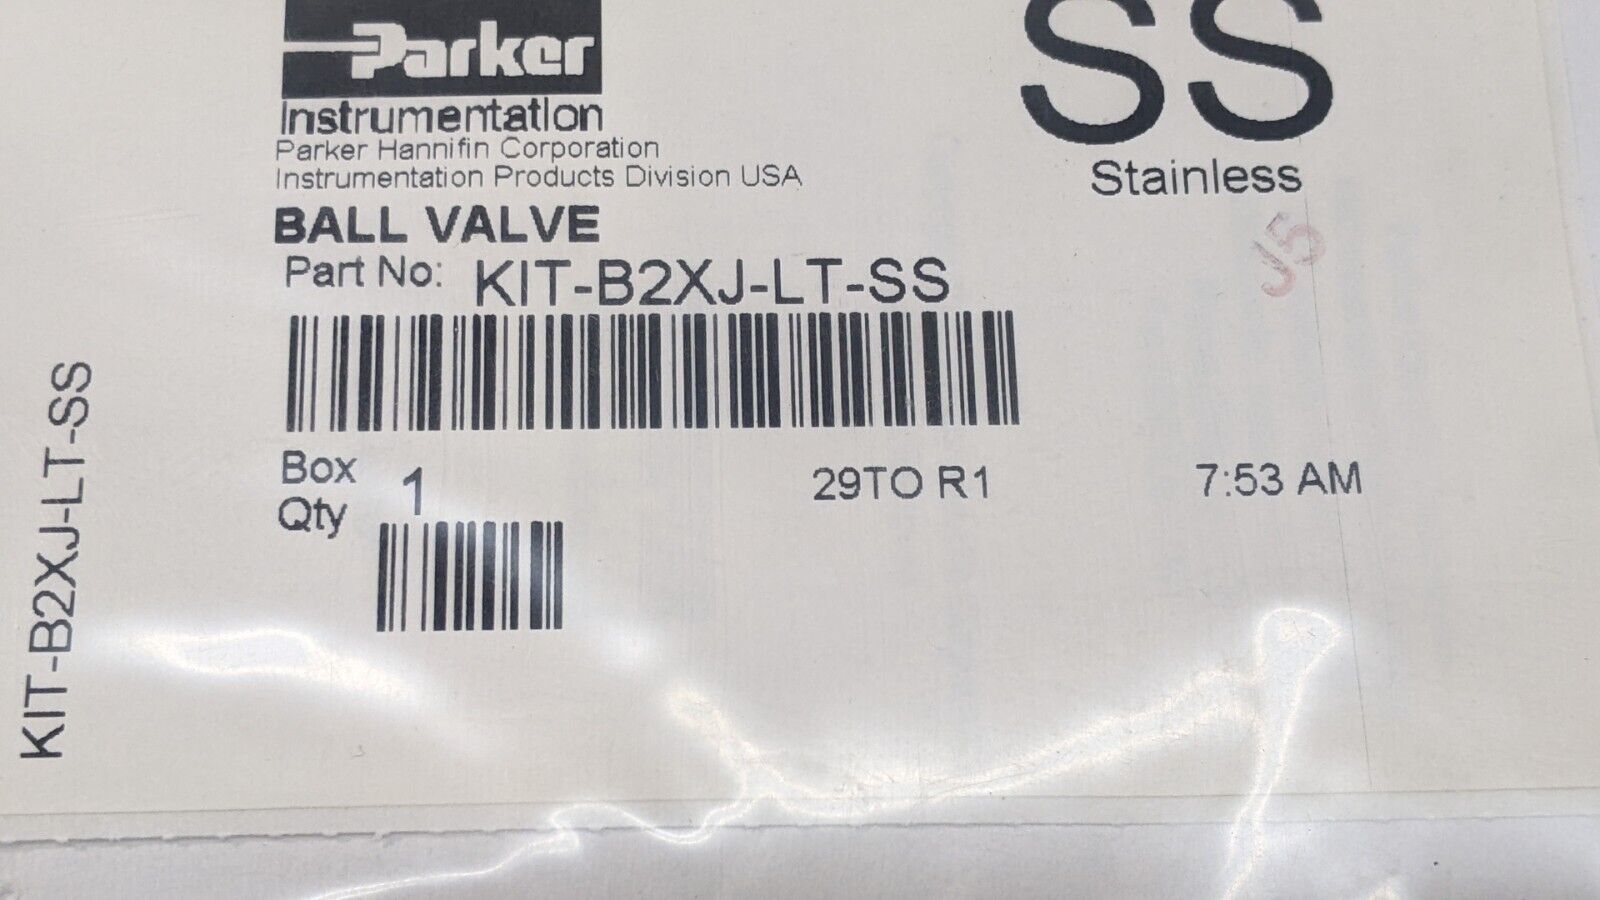 Parker
Instrumentation
Parker Hannifin Corporation
Instrumentation Products Division USA
SS
Stainless
BALL VALVE
Part No: KIT-B2XJ-LT-SS
J5
Box Qty 1
29TO R1
7:53 AM
KIT-B2XJ-LT-SS